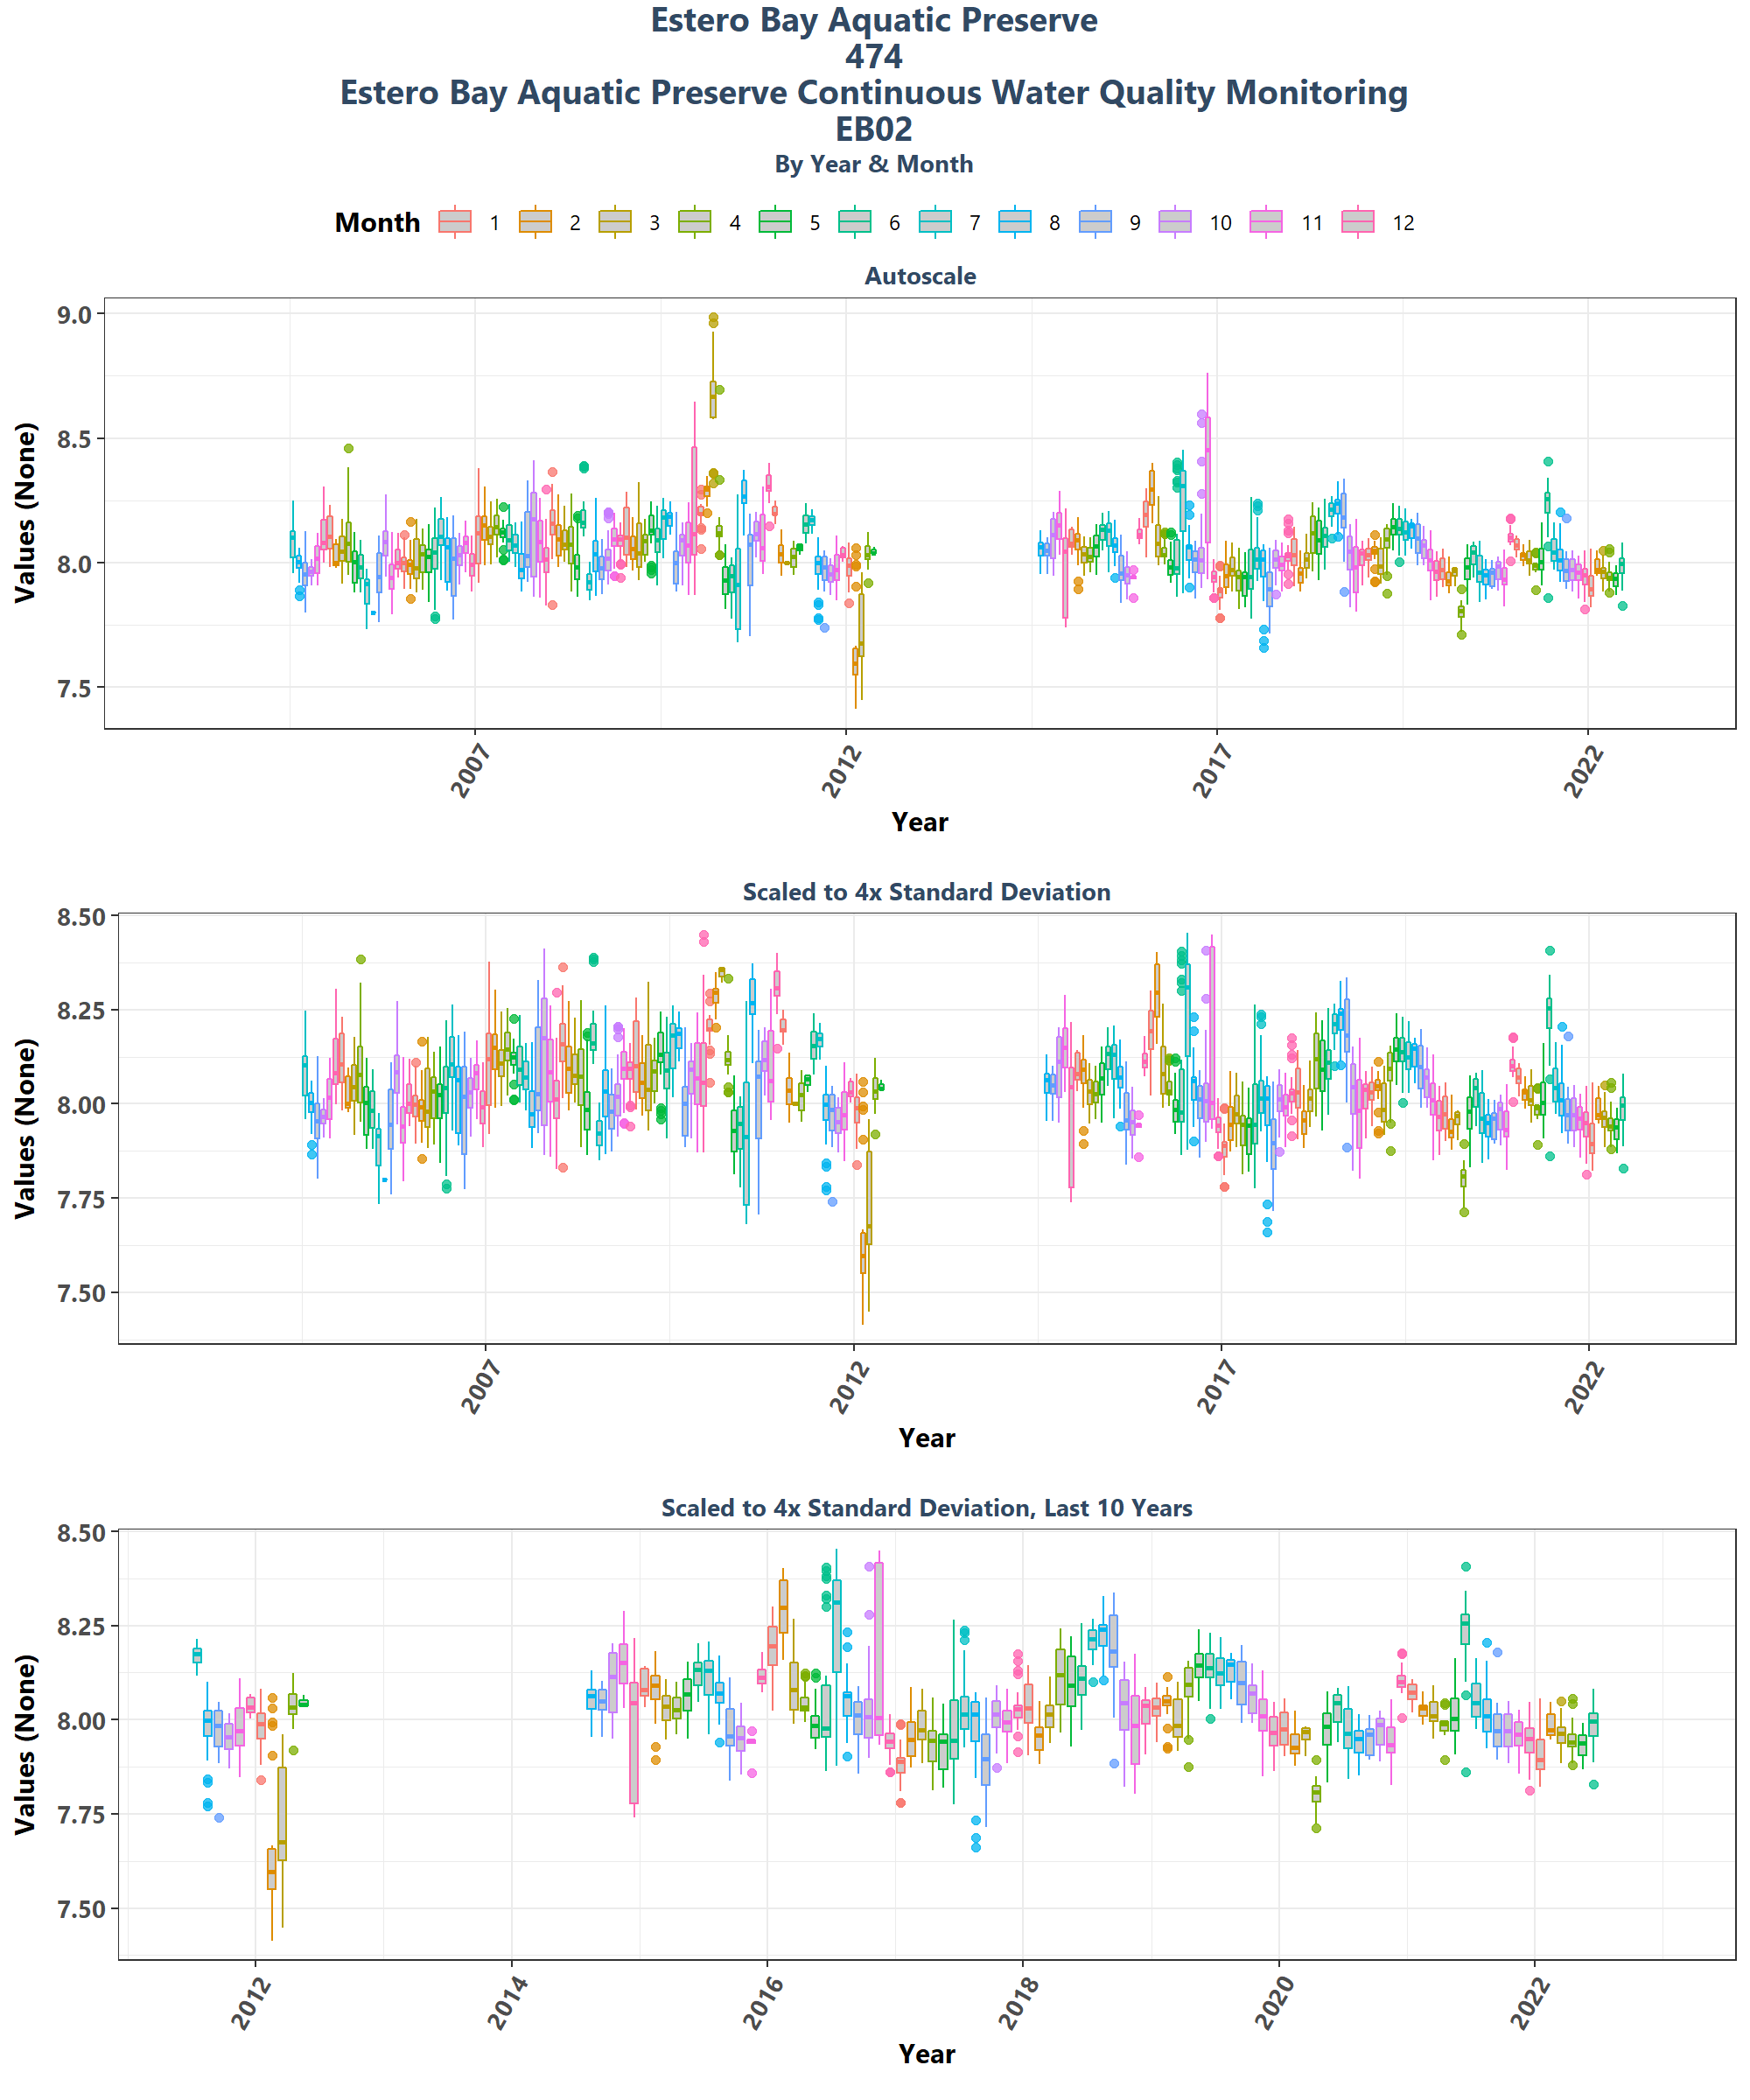 Estero Bay Aquatic Preserve
474
Estero Bay Aquatic Preserve Continuous Water Quality Monitoring
EB02
By Year & Month
Month 1 2 3 4 5 6 7 8 9 10 11 12
Autoscale
Values (None)
9.0
8.5
8.0
7.5
2007 2012 2017 2022
Year
Scaled to 4x Standard Deviation
Values (None)
8.50
8.25
8.00
7.75
7.50
2007 2012 2017 2022
Year
Scaled to 4x Standard Deviation, Last 10 Years
Values (None)
8.50
8.25
8.00
7.75
7.50
2012 2014 2016 2018 2020 2022
Year